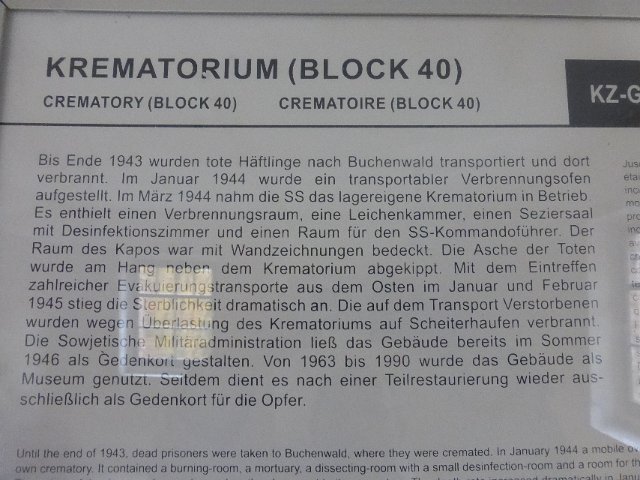 KREMATORIUM (BLOCK 40)
CREMATORY (BLOCK 40) CREMATOIRE (BLOCK 40)
KZ-G
Bis Ende 1943 wurden tote Häftlinge nach Buchenwald transportiert und dort
verbrannt. Im Januar 1944 wurde ein transportabler Verbrennungsofen
aufgestellt. Im März 1944 nahm die SS das lagereigene Krematorium in Betrieb
Es enthielt einen Verbrennungsraum, eine Leichenkammer, einen Seziersaal
mit Desinfektionszimmer und einen Raum für den SS-Kommandoführer. Der
Raum des Kapos war mit Wandzeichnungen bedeckt. Die Asche der Toten
wurde am Hang neben dem Krematorium abgekippt. Mit dem Eintreffen
zahlreicher Evakuierungstransporte aus dem Osten im Januar und Februar
1945 stieg die Sterblichkeit dramatisch an. Die auf dem Transport Verstorbenen
wurden wegen Überlastung des Krematoriums auf Scheiterhaufen verbrannt.
Die Sowjetische Militäradministration ließ das Gebäude bereits im Sommer
1946 als Gedenkort gestalten. Von 1963 bis 1990 wurde das Gebäude als
Museum genutzt. Seitdem dient es nach einer Teilrestaurierung wieder aus-
schließlich als Gedenkort für die Opfer.
Until the end of 1943, dead prisoners were taken to Buchenwald, where they were cremated. In January 1944 a mobile ov
own crematory. It contained a burning-room, a mortuary, a dissecting-room with a small desinfection-room and a room for th